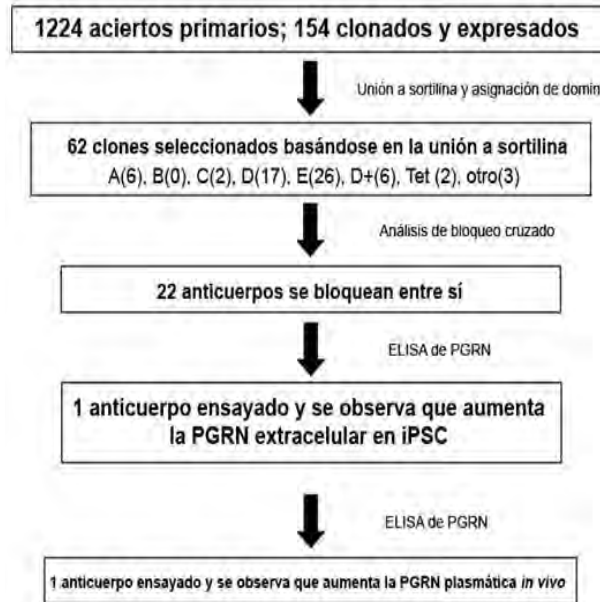 1224 aciertos primarios; 154 clonados y expresados
Unión a sortilina y asignación de domin
62 clones seleccionados basándose en la unión a sortilina
A(6), B(0), C(2), D(17), E(26), D+(6), Tet (2), otro(3)
Análisis de bloqueo cruzado
22 anticuerpos se bloquean entre sí
ELISA de PGRN
1 anticuerpo ensayado y se observa que aumenta
la PGRN extracelular en iPSC
ELISA de PGRN
1 anticuerpo ensayado y se observa que aumenta la PGRN plasmática in vivo